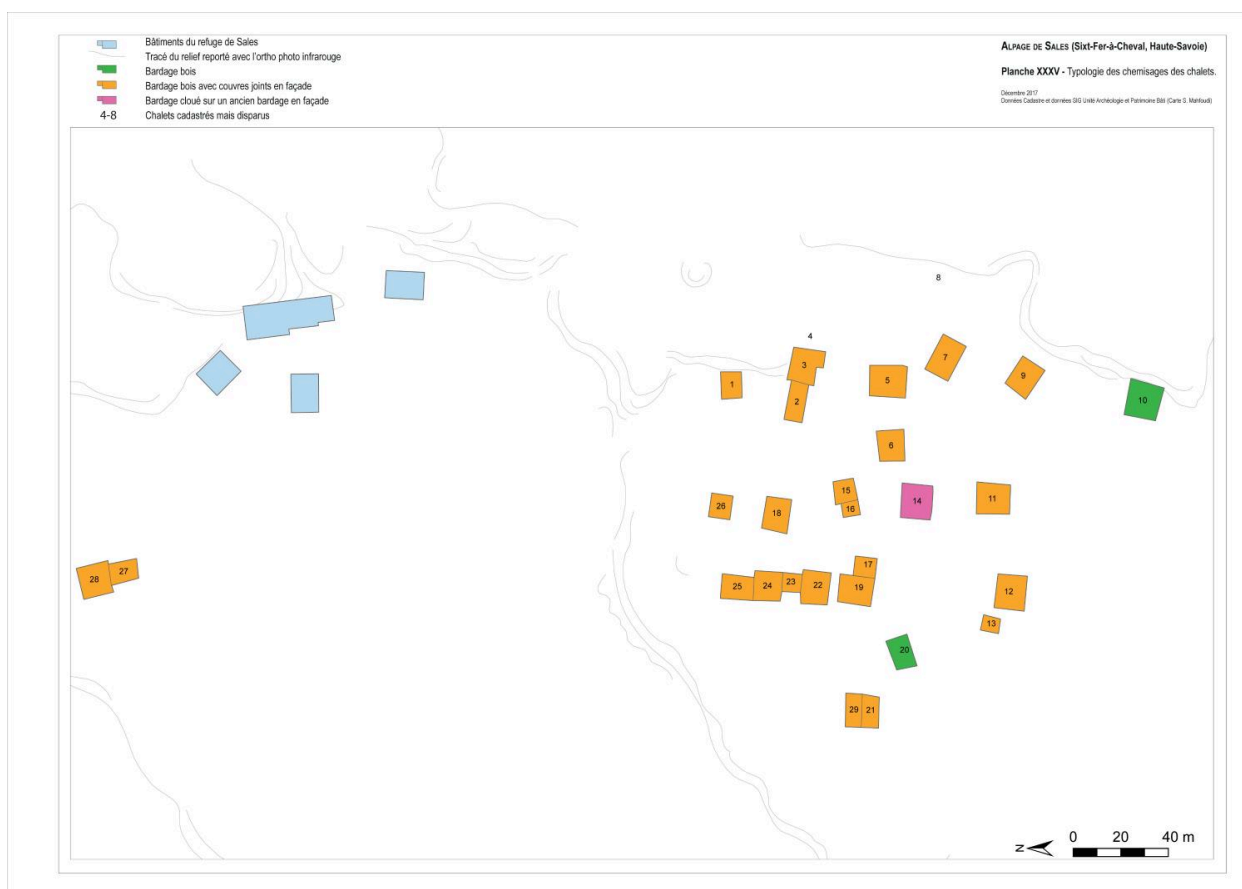 Bâtiments du refuge de Sales
Tracé du relief reporté avec l'ortho photo infrarouge
Bardage bois
Bardage bois avec couvres joints en façade
Bardage cloué sur un ancien bardage en façade
4-8 Chalets cadastrés mais disparus
ALPAGE DE SALES (Sixt-Fer-à-Cheval, Haute-Savoie)
Planche XXXV - Typologie des chemisages des chalets.
Décembre 2017
Données Cadastre et données SIG Unité Archéologie et Patrimoine Bâti (Carte S. Mahfoudi)
8
4
3
7
1
5
9
2
10
6
15
14
11
26
18
16
17
28
27
25
24
23
22
19
12
13
20
29
21
N
0 20 40 m